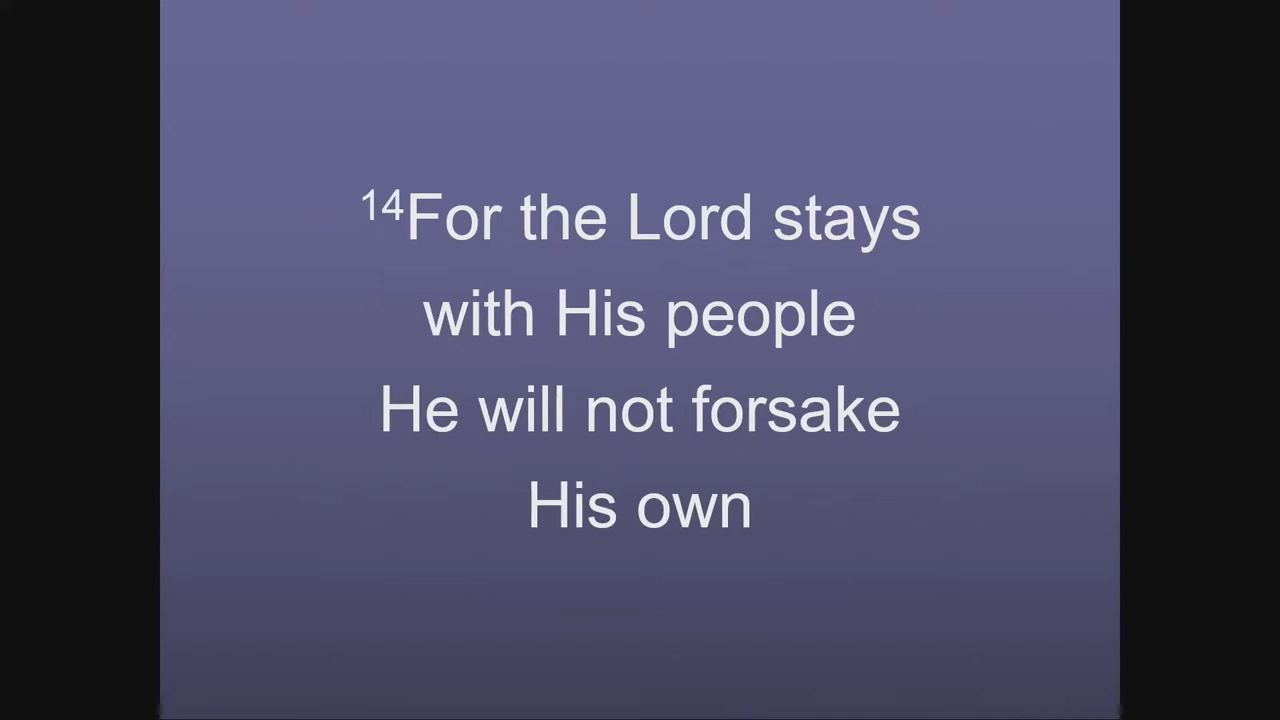 14For the Lord stays
with His people
He will not forsake
His own